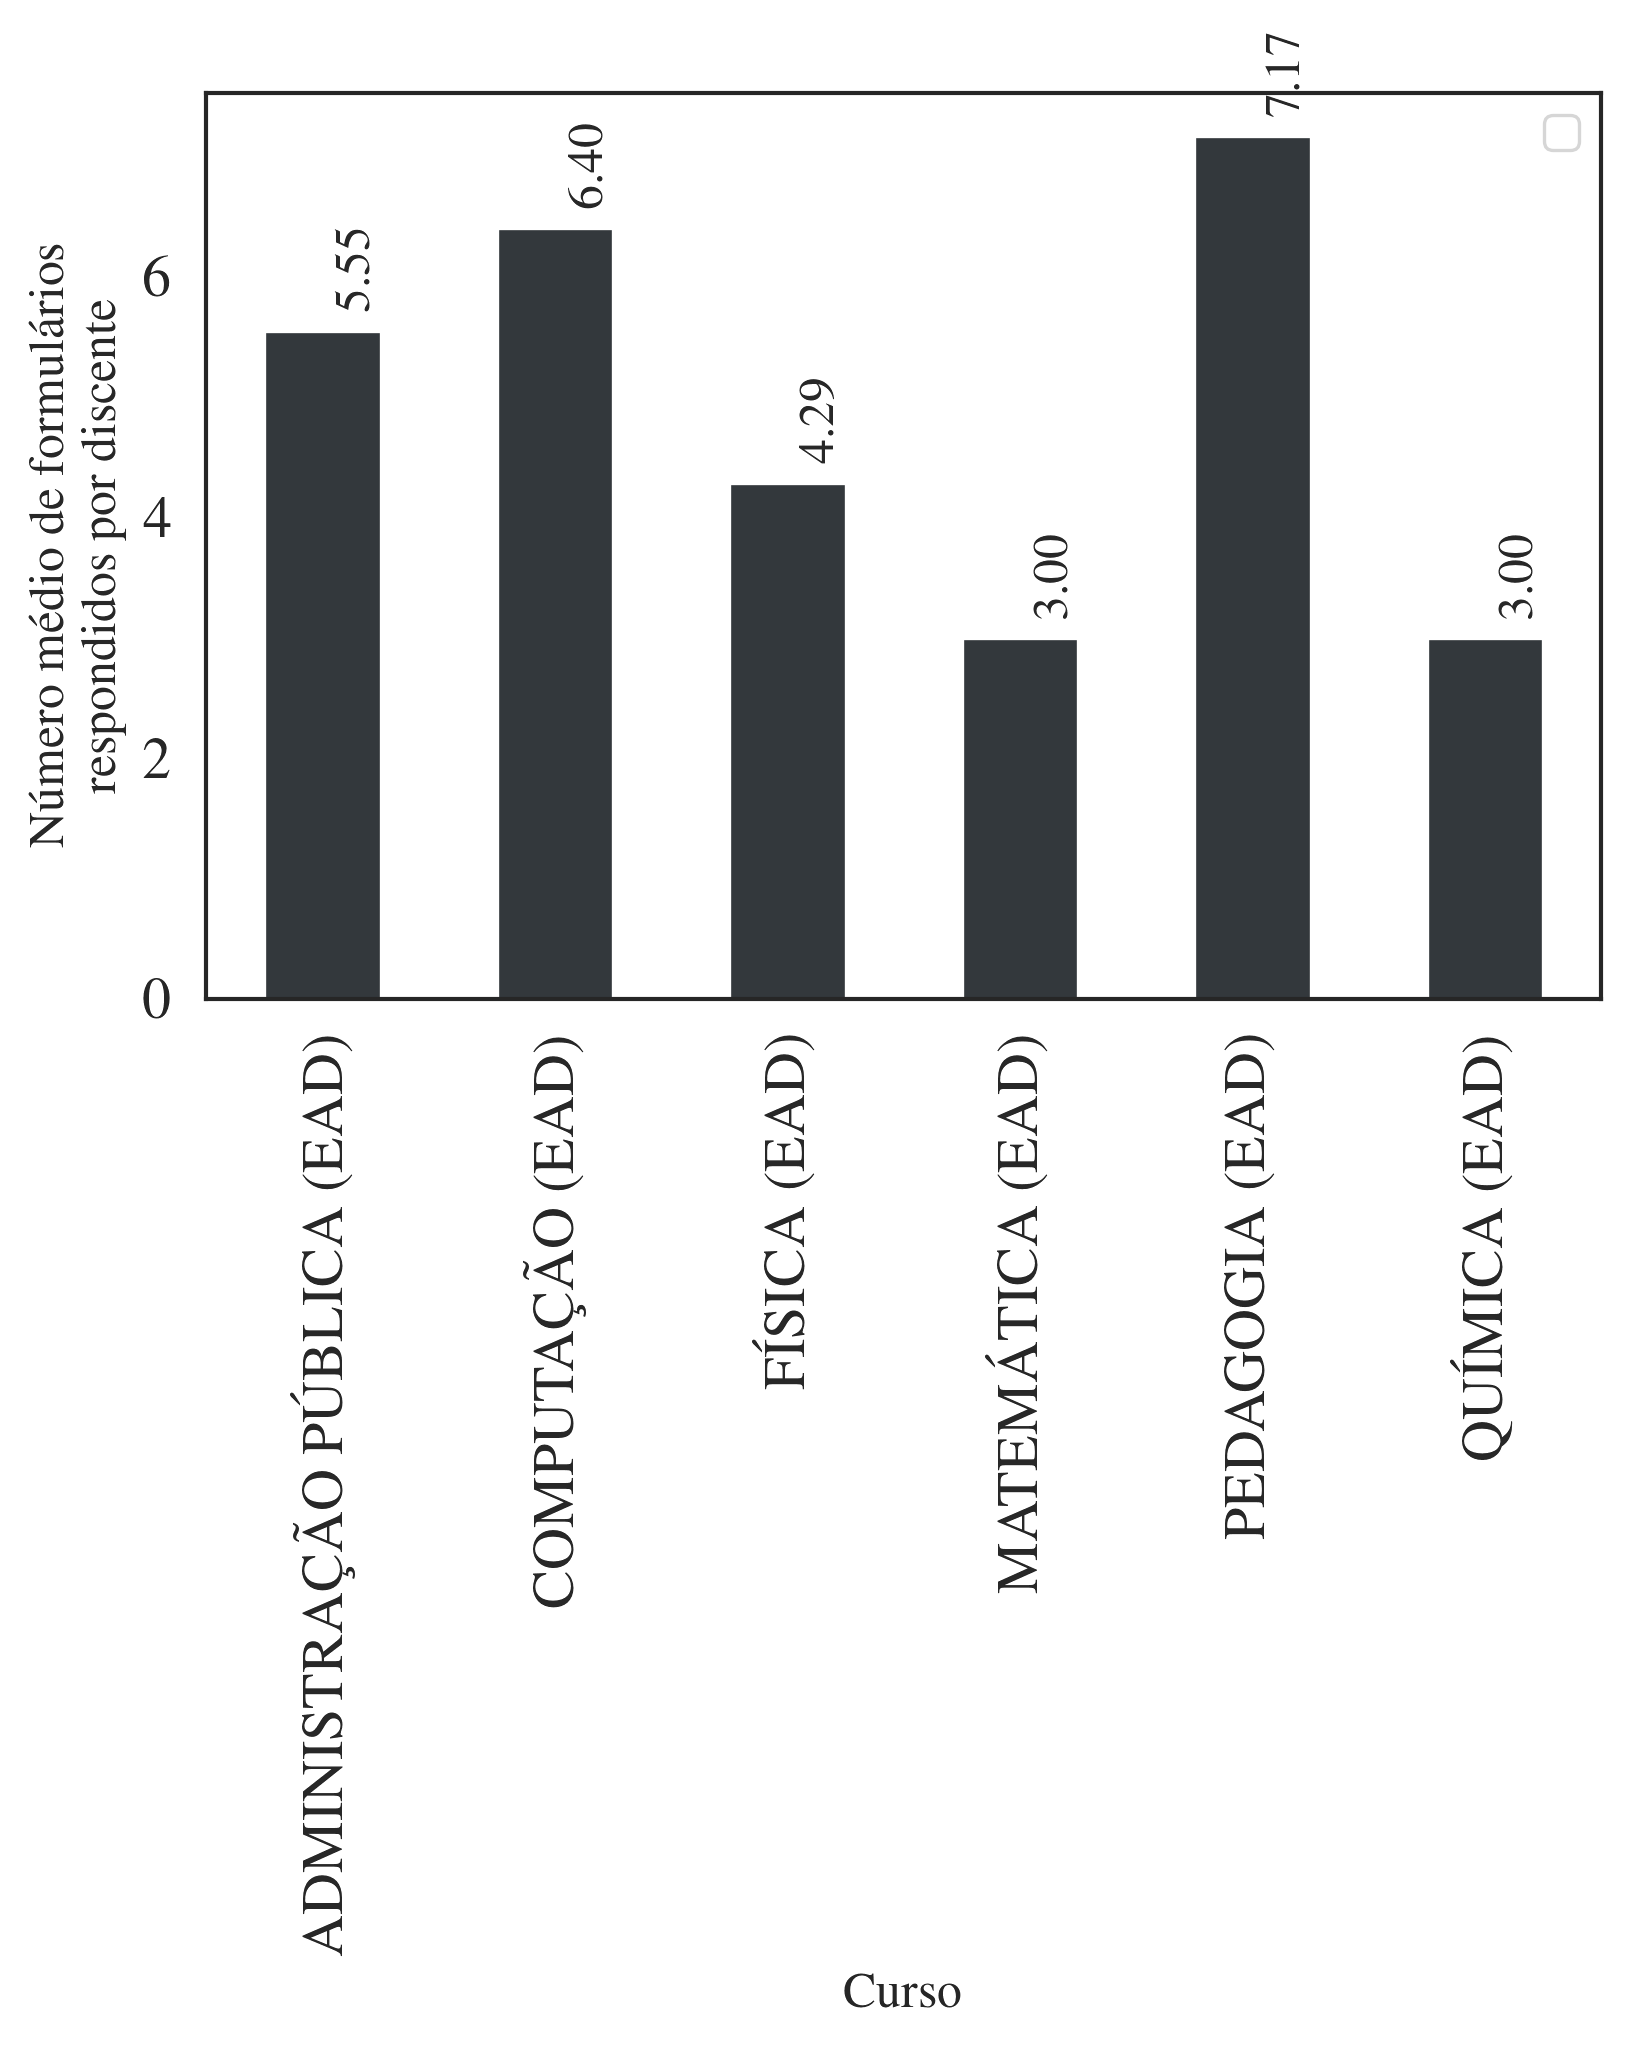 Número médio de formulários
respondidos por discente
6
4
2
0
5.55
6.40
4.29
3.00
7.17
3.00
ADMINISTRAÇÃO PÚBLICA (EAD)
COMPUTAÇÃO (EAD)
FÍSICA (EAD)
MATEMÁTICA (EAD)
PEDAGOGIA (EAD)
QUÍMICA (EAD)
Curso